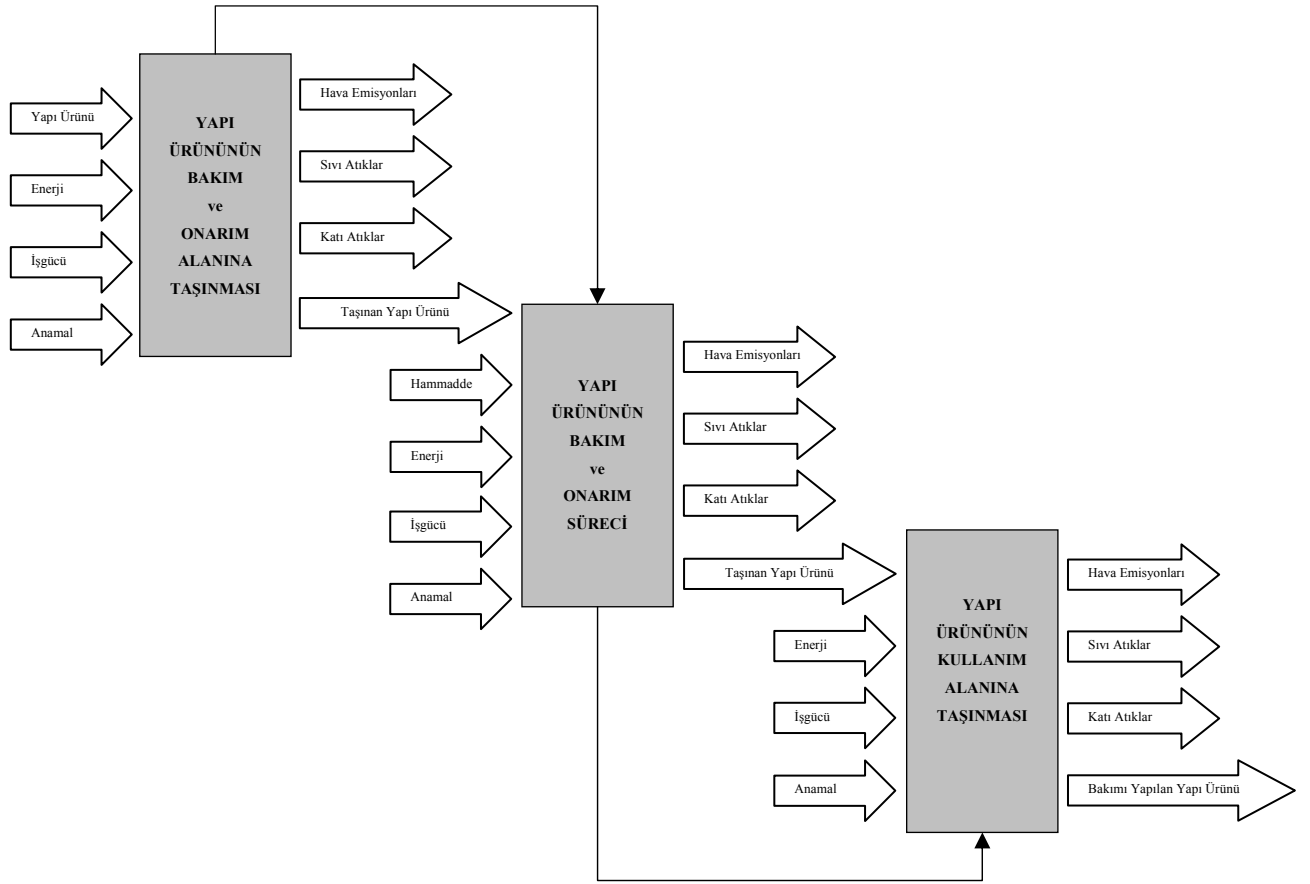 Yapı Ürünü
Enerji
İşgücü
Anamal
YAPI
ÜRÜNÜNÜN
BAKIM
ve
ONARIM
ALANINA
TAŞINMASI
Hava Emisyonları
Sıvı Atıklar
Katı Atıklar
Taşınan Yapı Ürünü
Hammadde
Enerji
İşgücü
Anamal
YAPI
ÜRÜNÜNÜN
BAKIM
ve
ONARIM
SÜRECİ
Hava Emisyonları
Sıvı Atıklar
Katı Atıklar
Taşınan Yapı Ürünü
Enerji
İşgücü
Anamal
YAPI
ÜRÜNÜNÜN
KULLANIM
ALANINA
TAŞINMASI
Hava Emisyonları
Sıvı Atıklar
Katı Atıklar
Bakımı Yapılan Yapı Ürünü